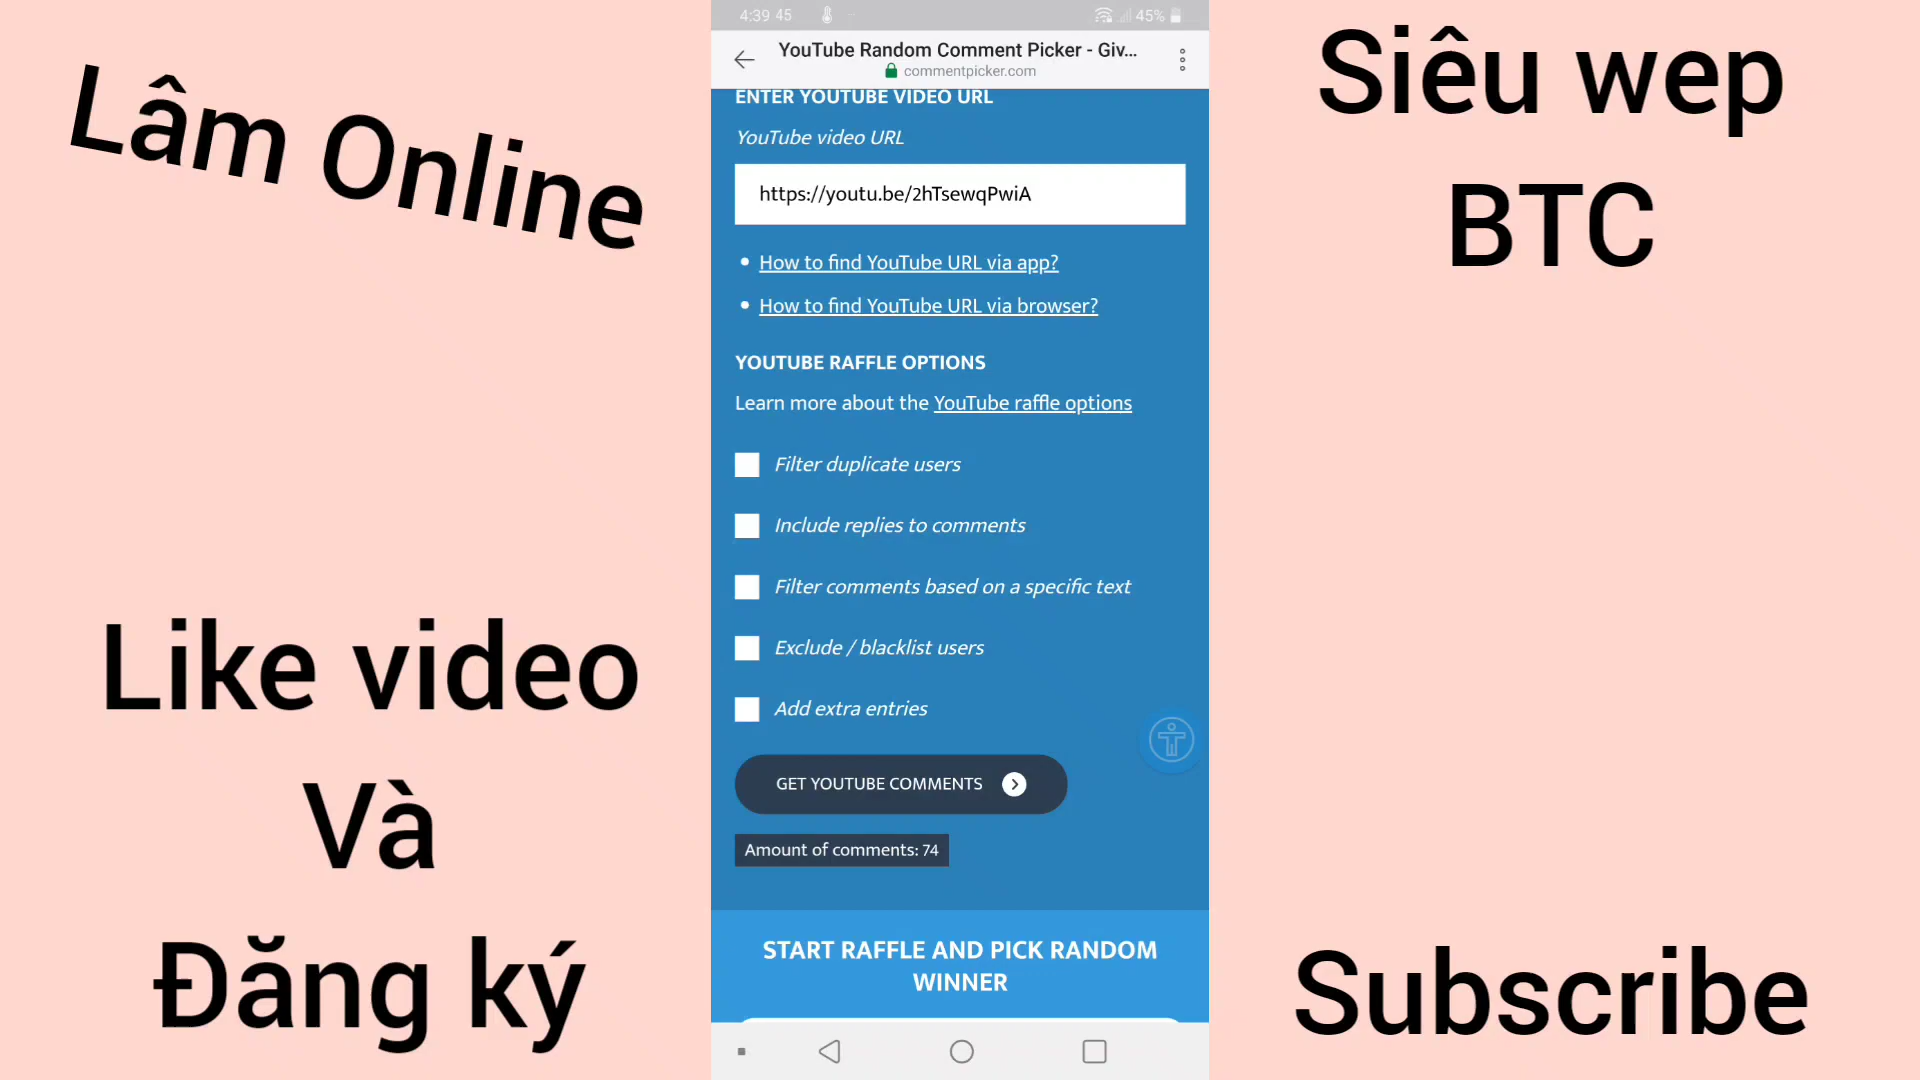 Lâm Online
Like video
Và
Đăng ký
4:39 45
45%
YouTube Random Comment Picker - Giv...
commentpicker.com
ENTER YOUTUBE VIDEO URL
YouTube video URL
https://youtu.be/2hTsewqPwiA
How to find YouTube URL via app?
How to find YouTube URL via browser?
YOUTUBE RAFFLE OPTIONS
Learn more about the YouTube raffle options
Filter duplicate users
Include replies to comments
Filter comments based on a specific text
Exclude / blacklist users
Add extra entries
GET YOUTUBE COMMENTS
Amount of comments: 74
START RAFFLE AND PICK RANDOM
WINNER
Siêu wep
BTC
Subscribe